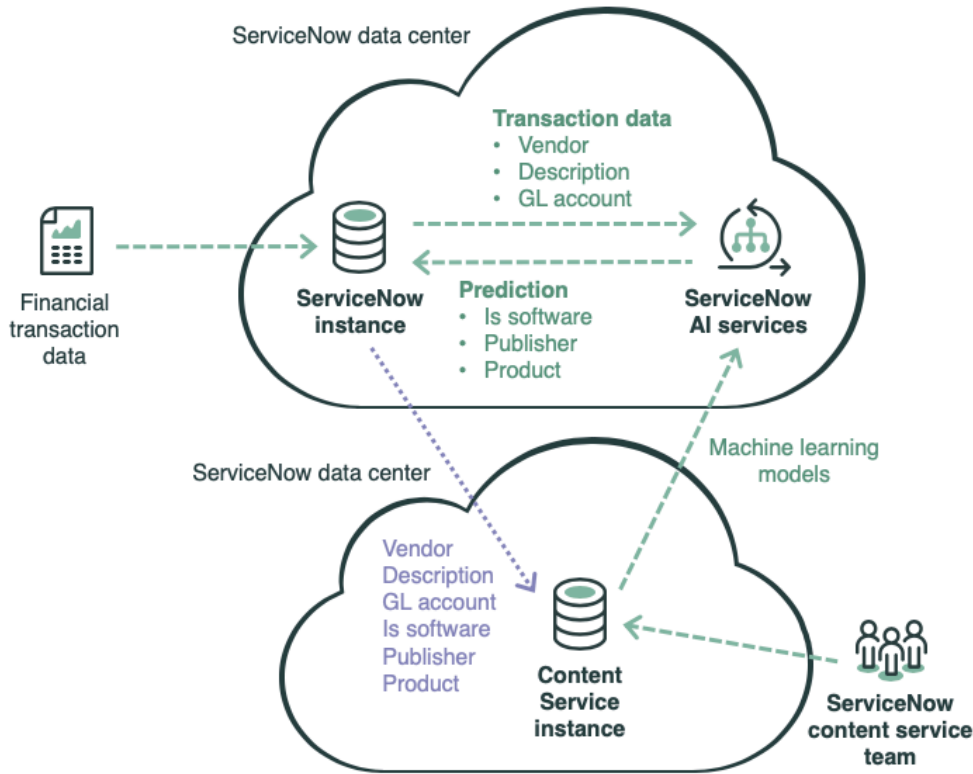 ServiceNow data center
Transaction data
• Vendor
• Description
• GL account
Financial
transaction
data
ServiceNow
instance
Prediction
• Is software
• Publisher
• Product
ServiceNow
AI services
Machine learning
models
ServiceNow data center
Vendor
Description
GL account
Is software
Publisher
Product
Content
Service
instance
ServiceNow
content service
team